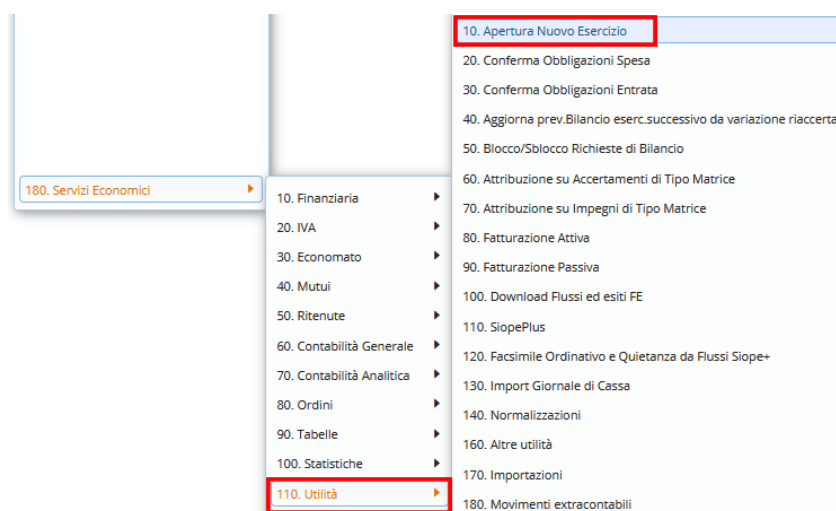 180. Servizi Economici
10. Finanziaria
20. IVA
30. Economato
40. Mutui
50. Ritenute
60. Contabilità Generale
70. Contabilità Analitica
80. Ordini
90. Tabelle
100. Statistiche
110. Utilità
10. Apertura Nuovo Esercizio
20. Conferma Obbligazioni Spesa
30. Conferma Obbligazioni Entrata
40. Aggiorna prev.Bilancio eserc.successivo da variazione riaccerta
50. Blocco/Sblocco Richieste di Bilancio
60. Attribuzione su Accertamenti di Tipo Matrice
70. Attribuzione su Impegni di Tipo Matrice
80. Fatturazione Attiva
90. Fatturazione Passiva
100. Download Flussi ed esiti FE
110. SiopePlus
120. Facsimile Ordinativo e Quietanza da Flussi Siope+
130. Import Giornale di Cassa
140. Normalizzazioni
160. Altre utilità
170. Importazioni
180. Movimenti extracontabili